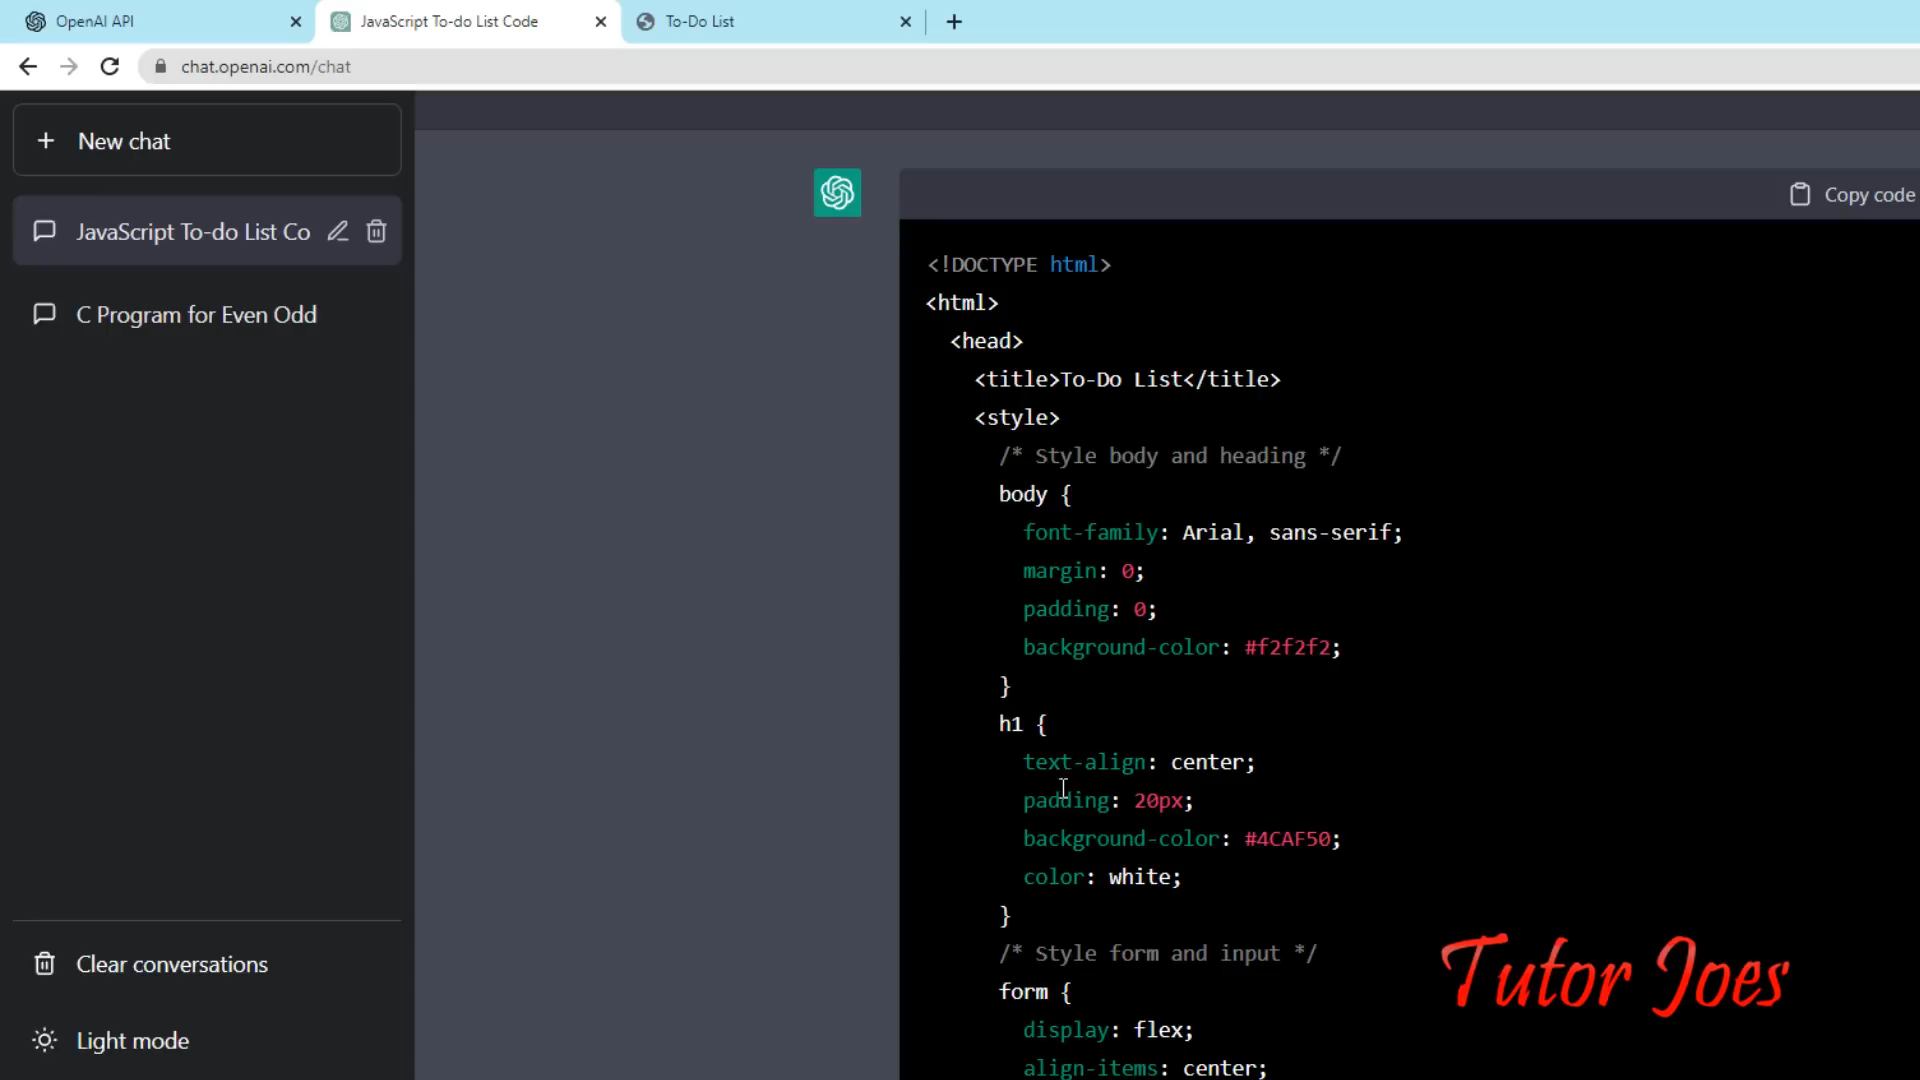 OpenAI API
JavaScript To-do List Code
To-Do List
chat.openai.com/chat
New chat
JavaScript To-do List Co
C Program for Even Odd
Clear conversations
Light mode
Copy code
<!DOCTYPE html>
<html>
<head>
<title>To-Do List</title>
<style>
/* Style body and heading */
body {
font-family: Arial, sans-serif;
margin: 0;
padding: 0;
background-color: #f2f2f2;
}
h1 {
text-align: center;
padding: 20px;
background-color: #4CAF50;
color: white;
}
/* Style form and input */
form {
display: flex;
align-items: center;
Tutor Joes